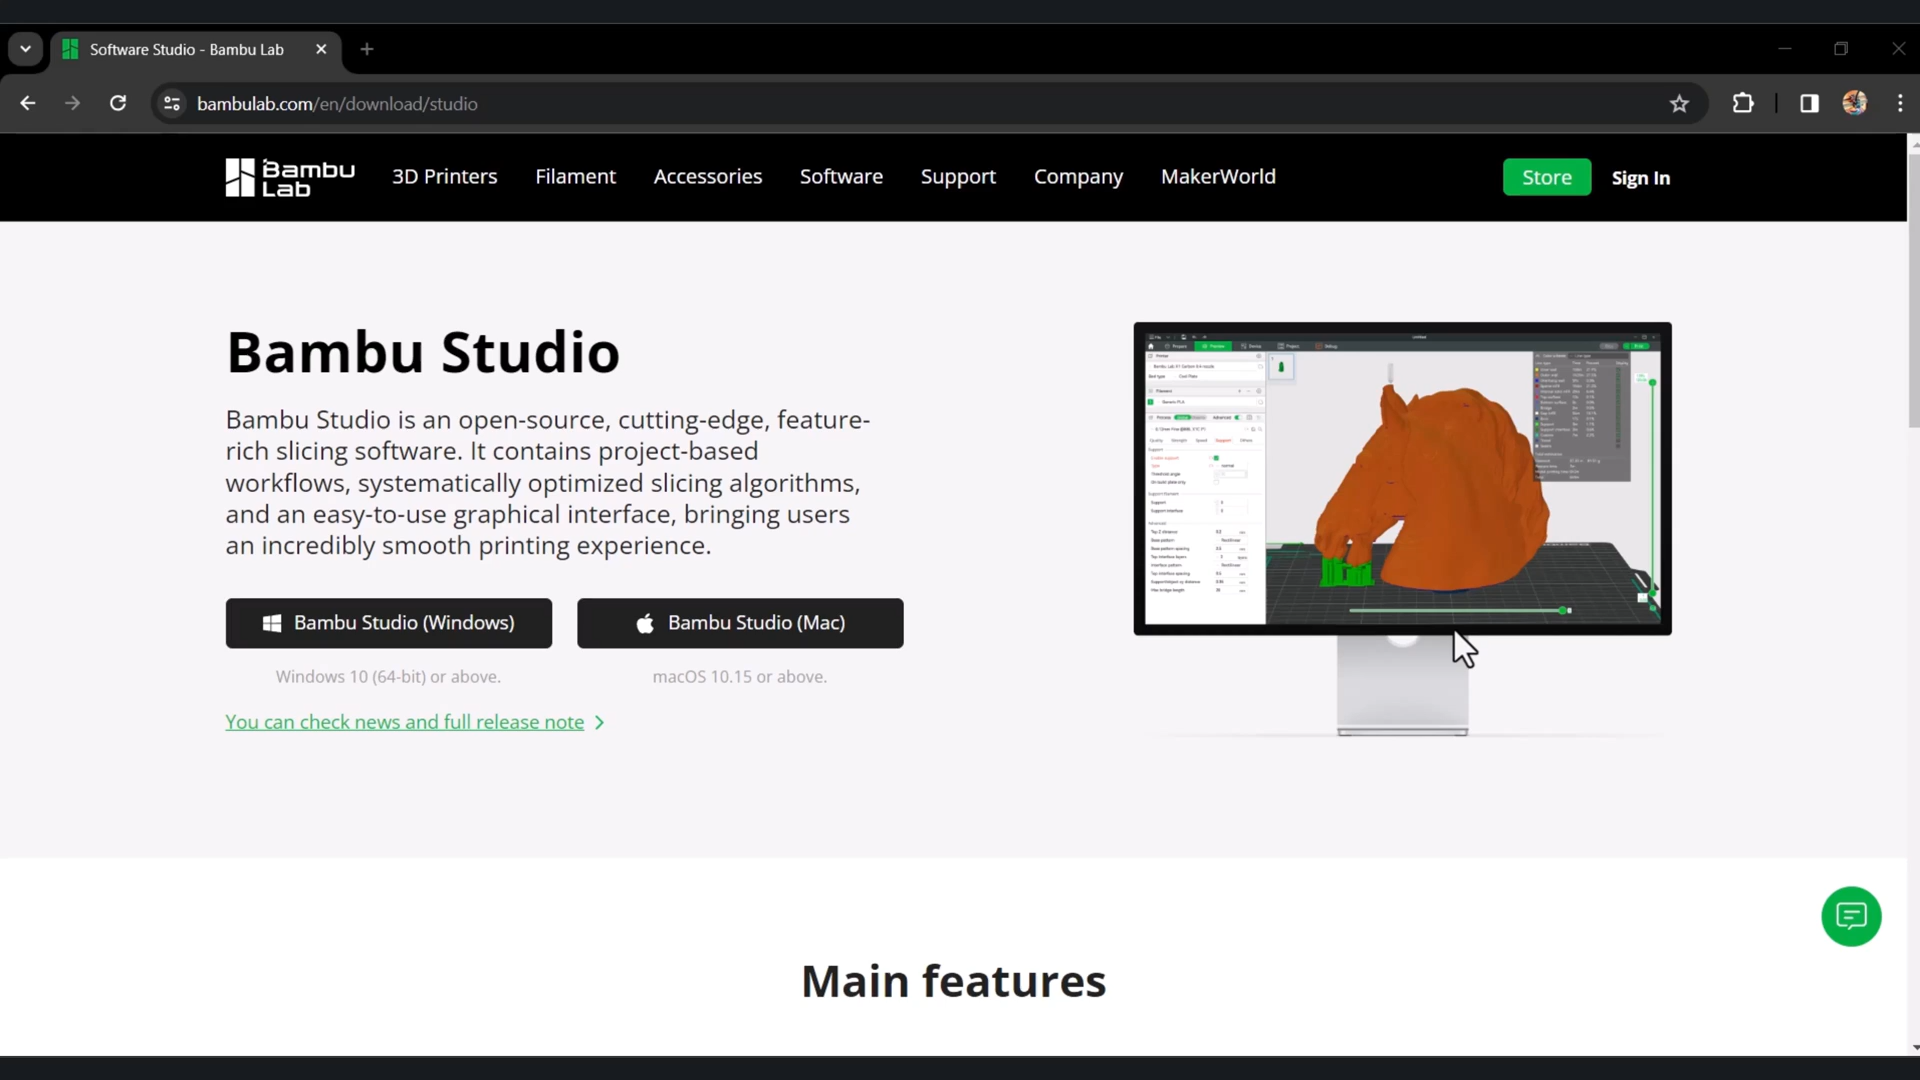 Software Studio - Bambu Lab
bambulab.com/en/download/studio
Bambu Lab
3D Printers
Filament
Accessories
Software
Support
Company
MakerWorld
Store
Sign In
Bambu Studio
Bambu Studio is an open-source, cutting-edge, feature-
rich slicing software. It contains project-based
workflows, systematically optimized slicing algorithms,
and an easy-to-use graphical interface, bringing users
an incredibly smooth printing experience.
Bambu Studio (Windows)
Bambu Studio (Mac)
Windows 10 (64-bit) or above.
macOS 10.15 or above.
You can check news and full release note
Main features